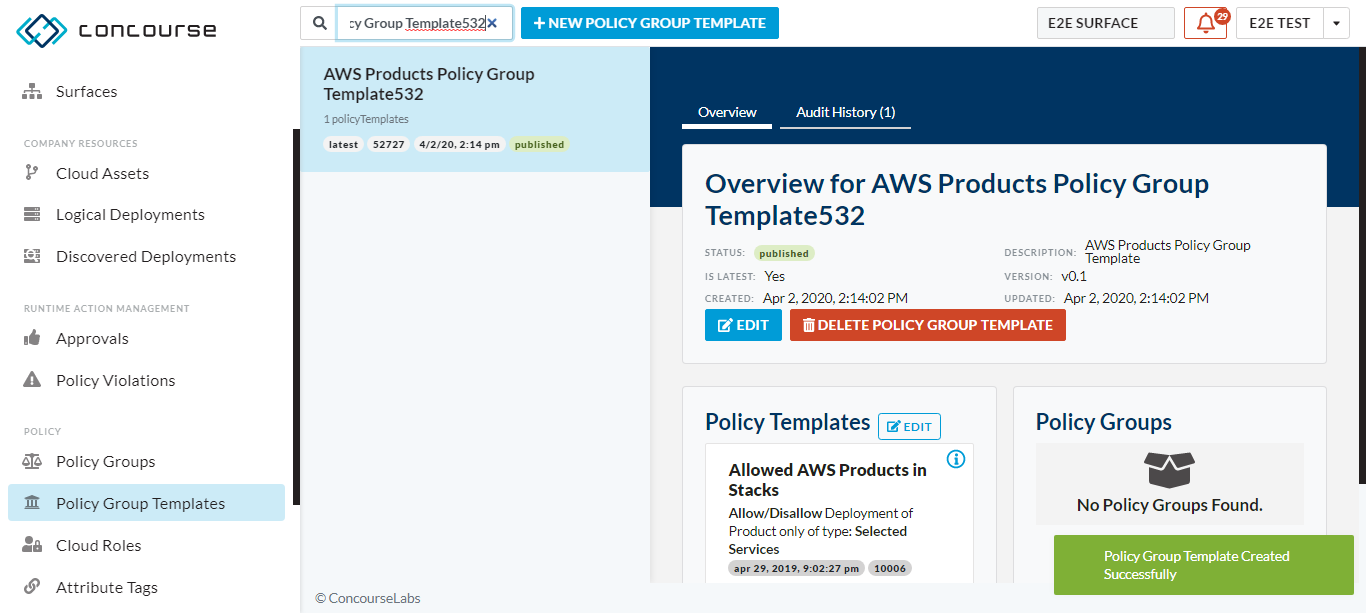 concourse
cy Group Template532
NEW POLICY GROUP TEMPLATE
E2E SURFACE
29
E2E TEST
Surfaces
COMPANY RESOURCES
Cloud Assets
Logical Deployments
Discovered Deployments
RUNTIME ACTION MANAGEMENT
Approvals
Policy Violations
POLICY
Policy Groups
Policy Group Templates
Cloud Roles
Attribute Tags
AWS Products Policy Group
Template532
1 policyTemplates
latest 52727 4/2/20, 2:14 pm published
Overview Audit History (1)
Overview for AWS Products Policy Group
Template532
STATUS: published
DESCRIPTION: AWS Products Policy Group
Template
IS LATEST: Yes
VERSION: v0.1
CREATED: Apr 2, 2020, 2:14:02 PM
UPDATED: Apr 2, 2020, 2:14:02 PM
EDIT DELETE POLICY GROUP TEMPLATE
Policy Templates EDIT
Allowed AWS Products in
Stacks
Allow/Disallow Deployment of
Product only of type: Selected
Services
apr 29, 2019, 9:02:27 pm 10006
Policy Groups
No Policy Groups Found.
Policy Group Template Created
Successfully
© ConcourseLabs